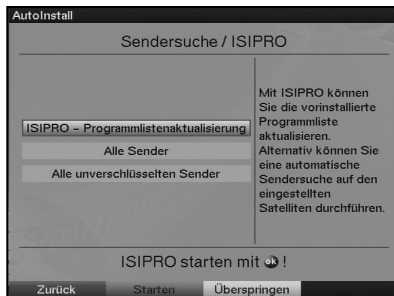 AutoInstall
Sendersuche / ISIPRO
ISIPRO – Programmlistenaktualisierung
Alle Sender
Alle unverschlüsselten Sender
Mit ISIPRO können
Sie die vorinstallierte
Programmliste
aktualisieren.
Alternativ können Sie
eine automatische
Sendersuche auf den
eingestellten
Satelliten durchführen.
ISIPRO starten mit ok !
Zurück
Starten
Überspringen